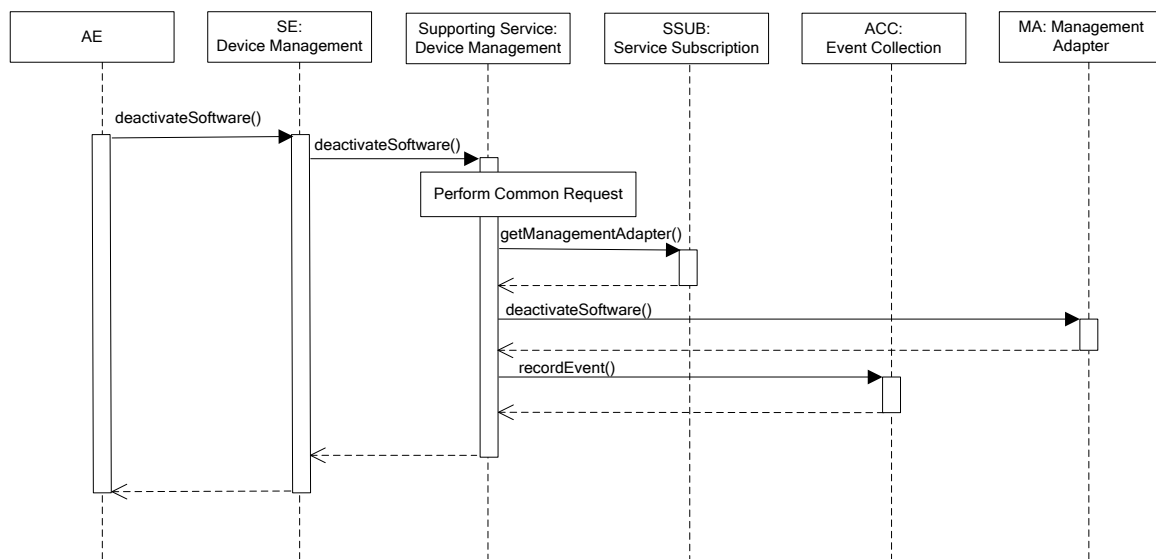 AE
SE:
Device Management
Supporting Service:
Device Management
SSUB:
Service Subscription
ACC:
Event Collection
MA: Management
Adapter
deactivateSoftware()
deactivateSoftware()
Perform Common Request
getManagementAdapter()
deactivateSoftware()
recordEvent()